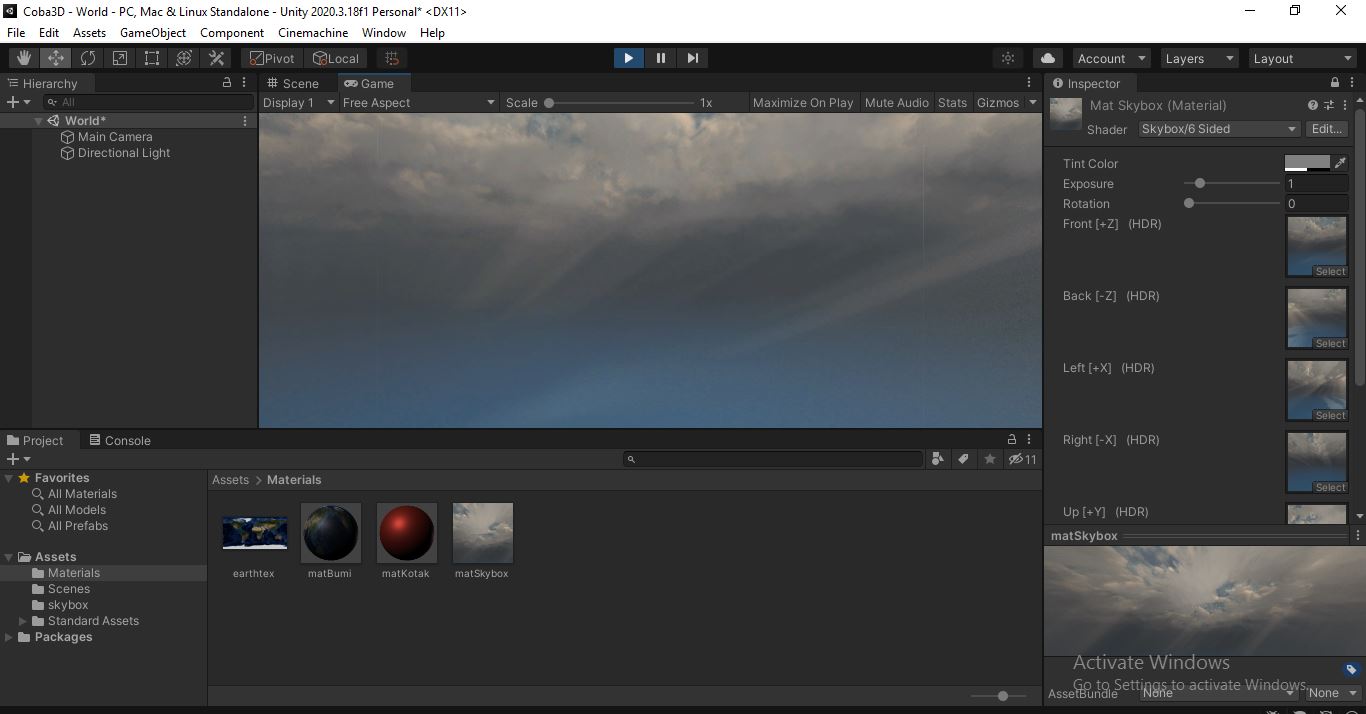 Coba3D - World - PC, Mac & Linux Standalone - Unity 2020.3.18f1 Personal* <DX11>
File Edit Assets GameObject Component Cinemachine Window Help
Pivot Local Account Layers Layout
Hierarchy Scene Game Inspector
All Display 1 Free Aspect Scale 1x Maximize On Play Mute Audio Stats Gizmos
Mat Skybox (Material)
World*
Shader Skybox/6 Sided Edit...
Main Camera
Directional Light
Tint Color
Exposure 1
Rotation 0
Front [+Z] (HDR)
Select
Back [-Z] (HDR)
Select
Left [+X] (HDR)
Select
Right [-X] (HDR)
Select
Up [+Y] (HDR)
Project Console
11
Favorites Assets > Materials
All Materials
All Models
All Prefabs
matSkybox
Assets
Materials earthtex matBumi matKotak matSkybox
Scenes
skybox
Standard Assets
Packages
Activate Windows
Go to Settings to activate Windows.
AssetBundle None None